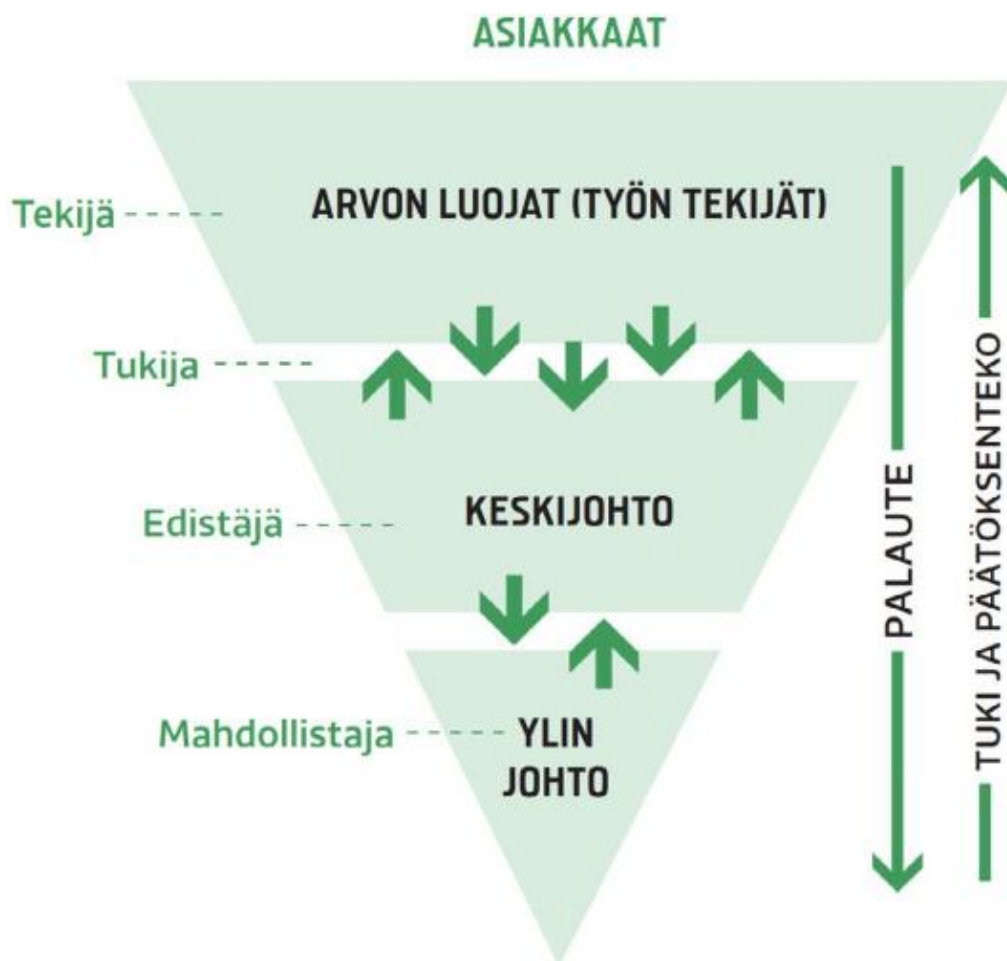 ASIAKKAAT
ARVON LUOJAT (TYÖN TEKIJÄT)
Tekijä
Tukija
KESKIJOHTO
Edistäjä
Mahdollistaja
YLIN
JOHTO
PALAUTE
TUKI JA PÄÄTÖKSENTEKO